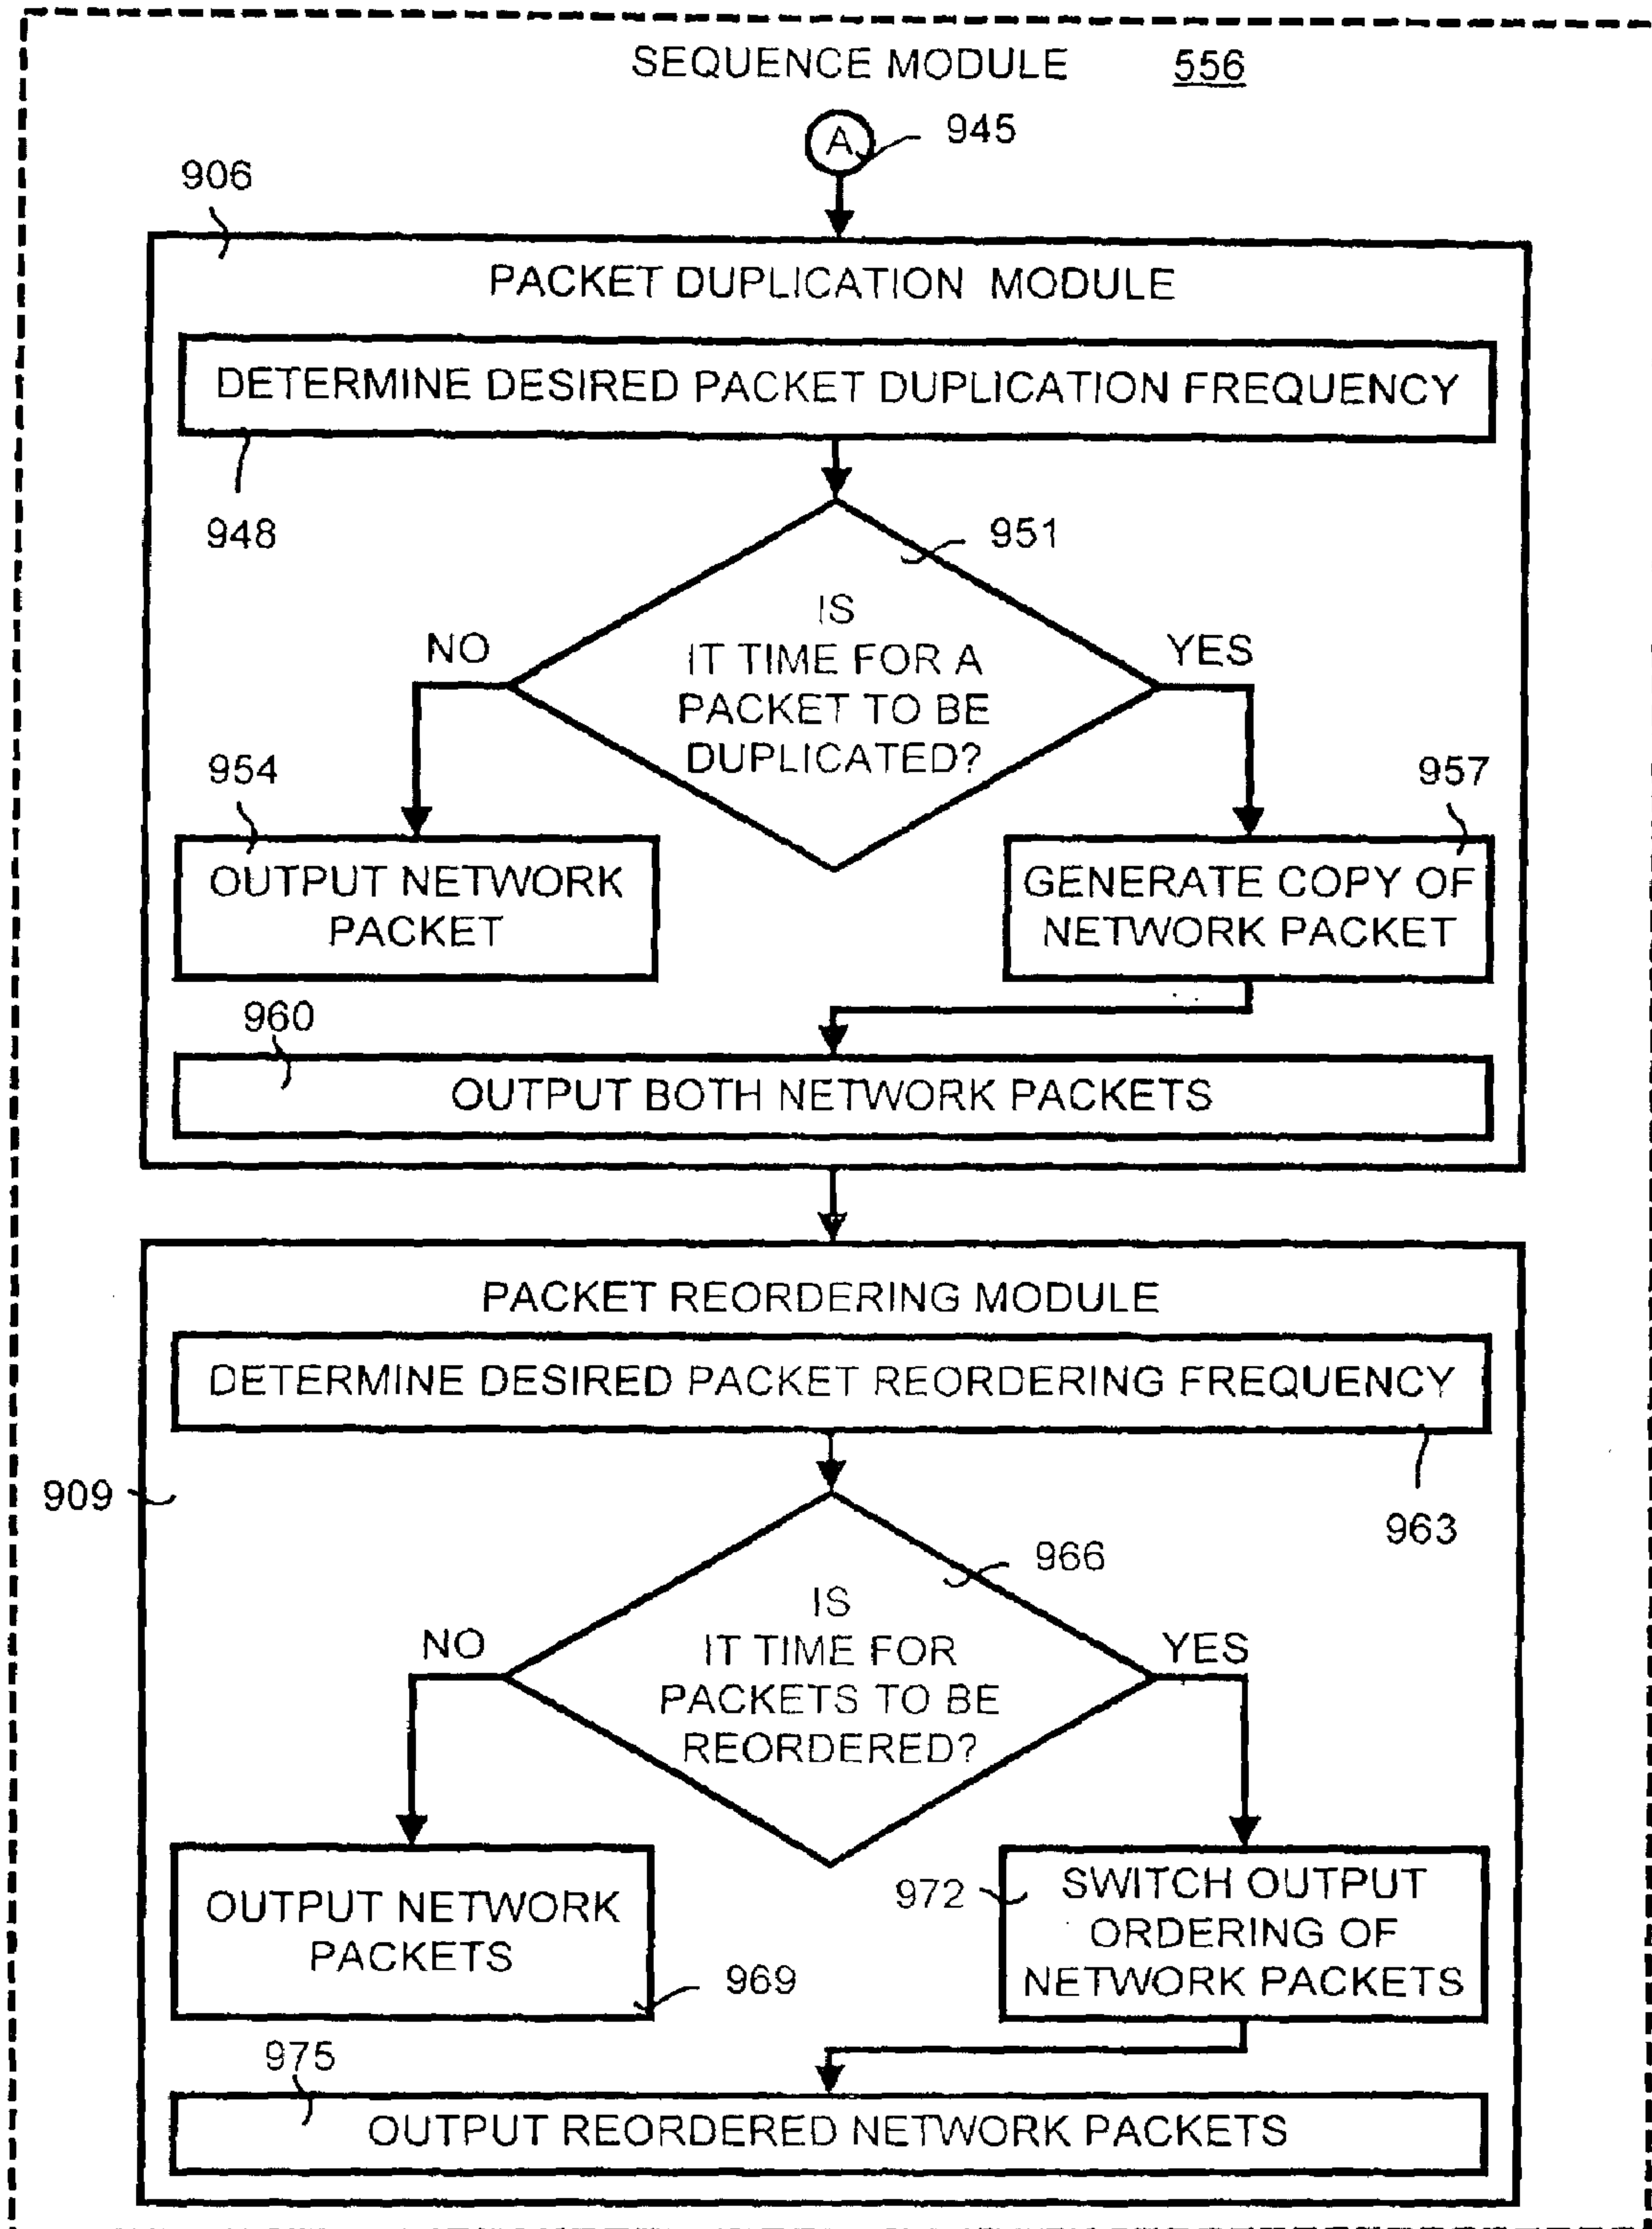 SEQUENCE MODULE 556
A 945
906
PACKET DUPLICATION MODULE
DETERMINE DESIRED PACKET DUPLICATION FREQUENCY
948
951
IS
IT TIME FOR A
PACKET TO BE
DUPLICATED?
NO
YES
954
957
OUTPUT NETWORK
PACKET
GENERATE COPY OF
NETWORK PACKET
960
OUTPUT BOTH NETWORK PACKETS
PACKET REORDERING MODULE
DETERMINE DESIRED PACKET REORDERING FREQUENCY
909
963
966
IS
IT TIME FOR
PACKETS TO BE
REORDERED?
NO
YES
OUTPUT NETWORK
PACKETS
969
972
SWITCH OUTPUT
ORDERING OF
NETWORK PACKETS
975
OUTPUT REORDERED NETWORK PACKETS